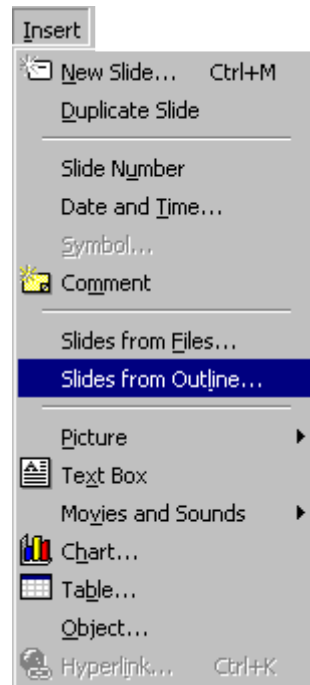 Insert
New Slide... Ctrl+M
Duplicate Slide
Slide Number
Date and Time...
Symbol...
Comment
Slides from Files...
Slides from Outline...
Picture
Text Box
Movies and Sounds
Chart...
Table...
Object...
Hyperlink... Ctrl+K